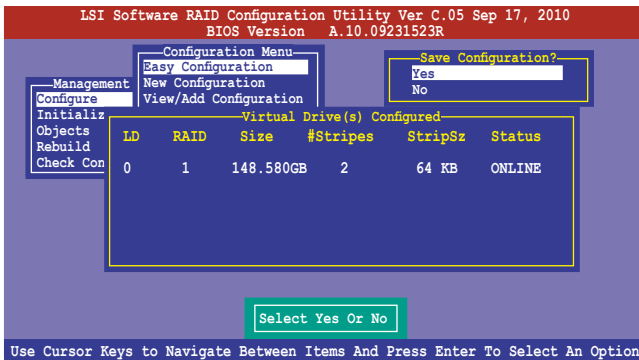 LSI Software RAID Configuration Utility Ver C.05 Sep 17, 2010
BIOS Version A.10.09231523R
Configuration Menu
Easy Configuration
New Configuration
View/Add Configuration
Save Configuration?
Yes
No
Management
Configure
Initializ
Objects
Rebuild
Check Con
Virtual Drive(s) Configured
LD RAID Size #Stripes StripSz Status
0 1 148.580GB 2 64 KB ONLINE
Select Yes Or No
Use Cursor Keys to Navigate Between Items And Press Enter To Select An Option